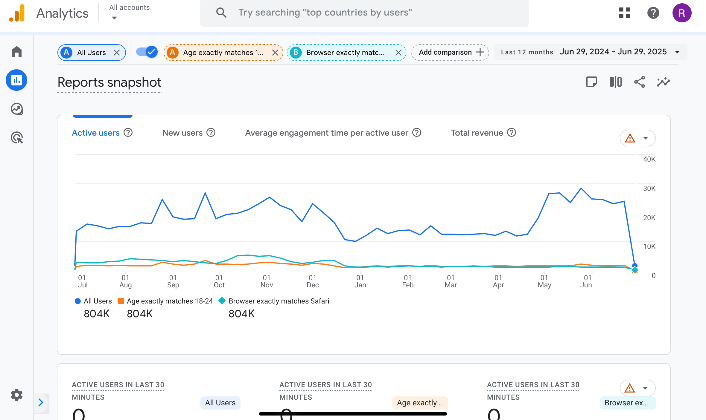 Analytics
All accounts
Try searching "top countries by users"
R
A All Users
A Age exactly matches '...
B Browser exactly matc...
Add comparison
Last 12 months Jun 29, 2024 - Jun 29, 2025
Reports snapshot
Active users
New users
Average engagement time per active user
Total revenue
40K
30K
20K
10K
0
01 01 01 01 01 01 01 01 01 01 01 01
Jul Aug Sep Oct Nov Dec Jan Feb Mar Apr May Jun
All Users Age exactly matches 18-24 Browser exactly matches Safari
804K 804K 804K
ACTIVE USERS IN LAST 30 MINUTES
All Users
0
ACTIVE USERS IN LAST 30 MINUTES
Age exactly...
0
ACTIVE USERS IN LAST 30 MINUTES
Browser ex...
0